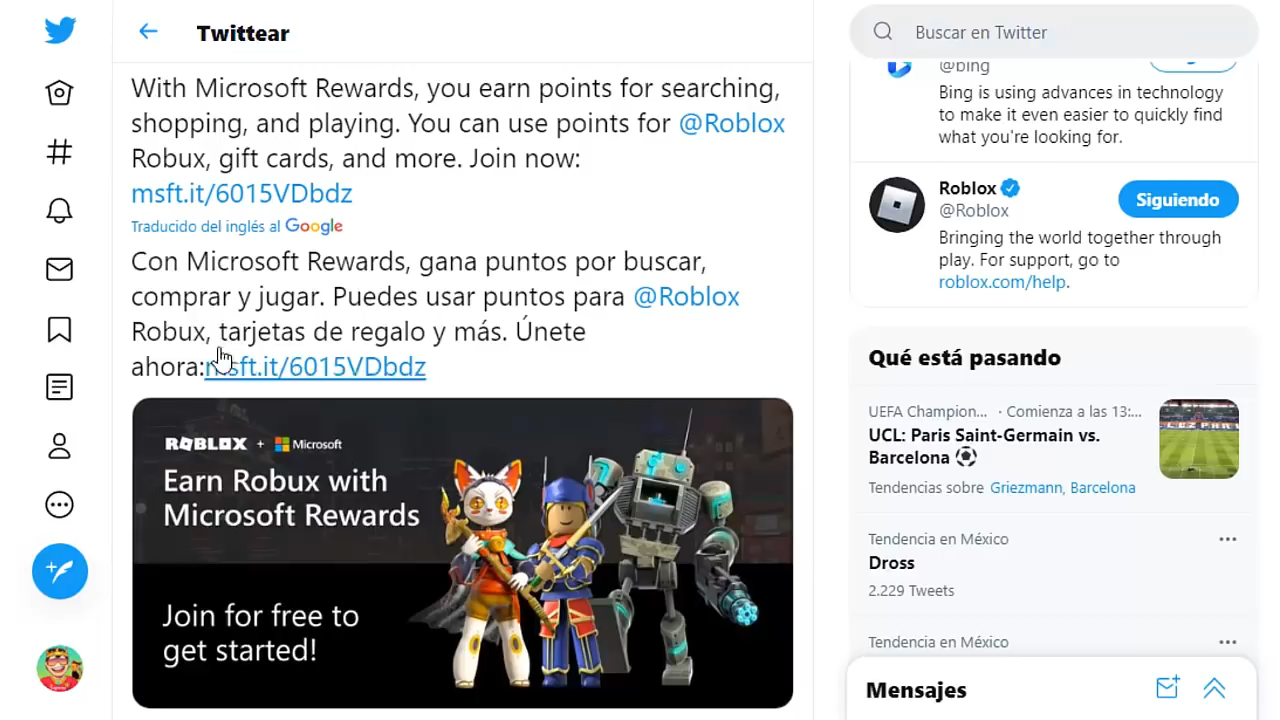 Twittear
With Microsoft Rewards, you earn points for searching,
shopping, and playing. You can use points for @Roblox
Robux, gift cards, and more. Join now:
msft.it/6015VDbdz
Traducido del inglés al Google
Con Microsoft Rewards, gana puntos por buscar,
comprar y jugar. Puedes usar puntos para @Roblox
Robux, tarjetas de regalo y más. Únete
ahora:msft.it/6015VDbdz
ROBLOX + Microsoft
Earn Robux with
Microsoft Rewards
Join for free to
get started!
Buscar en Twitter
@bing
Bing is using advances in technology
to make it even easier to quickly find
what you're looking for.
Roblox
@Roblox
Siguiendo
Bringing the world together through
play. For support, go to
roblox.com/help.
Qué está pasando
UEFA Champion... · Comienza a las 13:...
UCL: Paris Saint-Germain vs.
Barcelona
Tendencias sobre Griezmann, Barcelona
Tendencia en México
Dross
2.229 Tweets
Tendencia en México
Mensajes